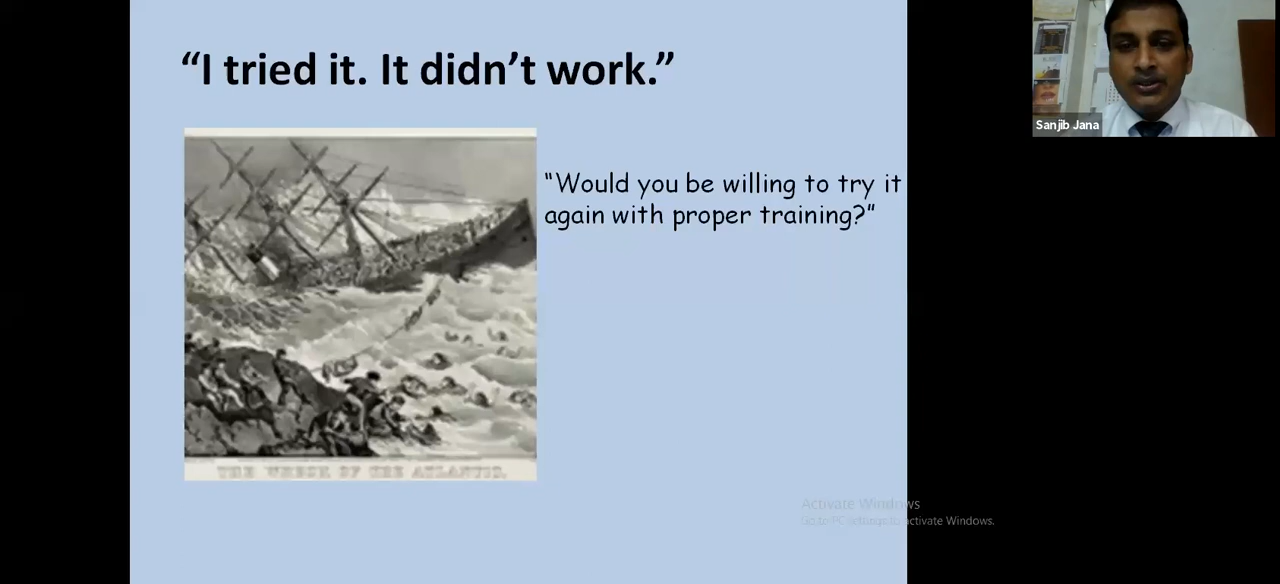 “I tried it. It didn’t work.”
“Would you be willing to try it
again with proper training?”
THE WRECK OF THE ATLANTIC.
Sanjib Jana
Activate Windows
Go to PC settings to activate Windows.